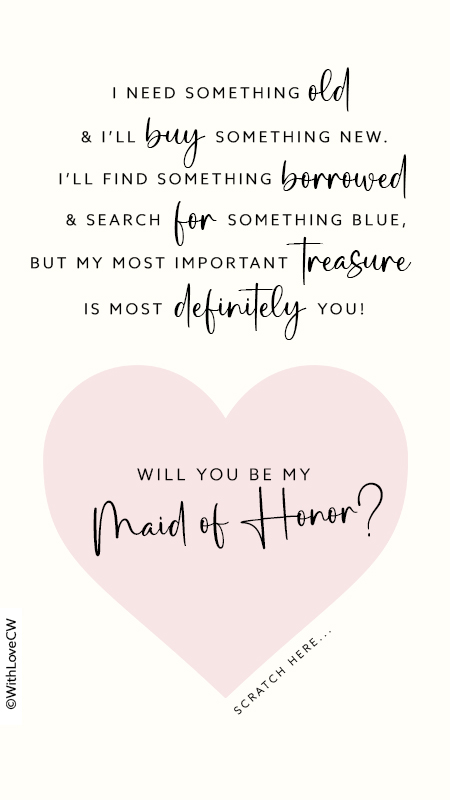 I NEED SOMETHING old
& I'LL buy SOMETHING NEW.
I'LL FIND SOMETHING borrowed
& SEARCH for SOMETHING BLUE,
BUT MY MOST IMPORTANT treasure
IS MOST definitely YOU!
WILL YOU BE MY
Maid of Honor?
SCRATCH HERE...
©WithLoveCW